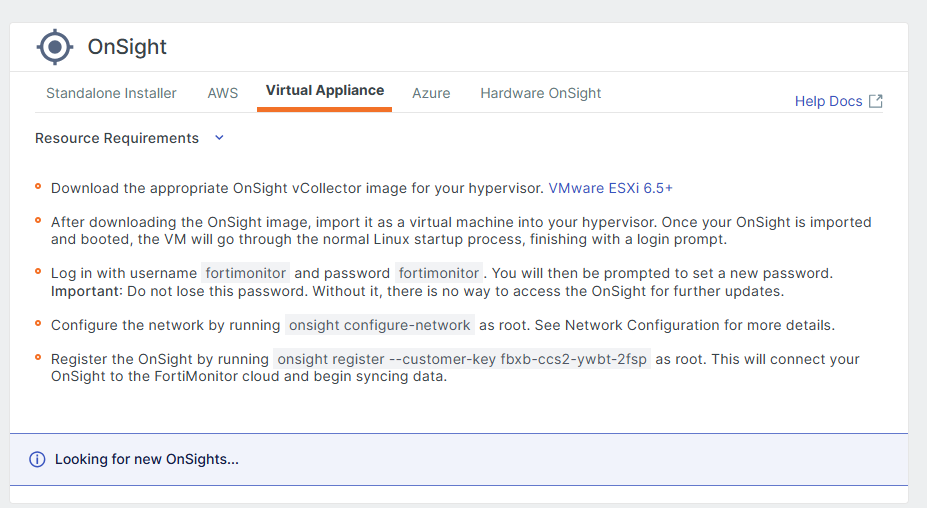 OnSight
Standalone Installer AWS Virtual Appliance Azure Hardware OnSight Help Docs
Resource Requirements
Download the appropriate OnSight vCollector image for your hypervisor. VMware ESXi 6.5+
After downloading the OnSight image, import it as a virtual machine into your hypervisor. Once your OnSight is imported
and booted, the VM will go through the normal Linux startup process, finishing with a login prompt.
Log in with username fortimonitor and password fortimonitor. You will then be prompted to set a new password.
Important: Do not lose this password. Without it, there is no way to access the OnSight for further updates.
Configure the network by running onsight configure-network as root. See Network Configuration for more details.
Register the OnSight by running onsight register --customer-key fbxb-ccs2-ywbt-2fsp as root. This will connect your
OnSight to the FortiMonitor cloud and begin syncing data.
Looking for new OnSights...